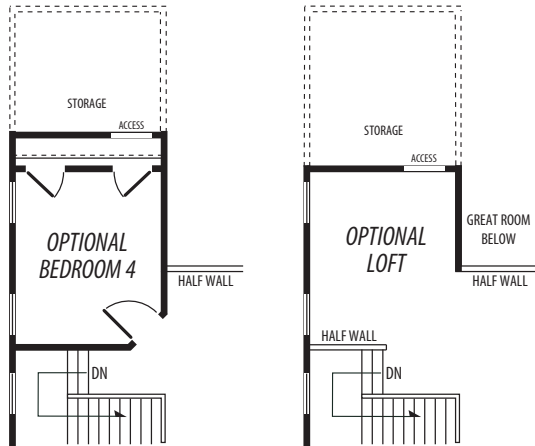 STORAGE
ACCESS
OPTIONAL
BEDROOM 4
HALF WALL
DN
STORAGE
ACCESS
OPTIONAL
LOFT
GREAT ROOM
BELOW
HALF WALL
HALF WALL
DN